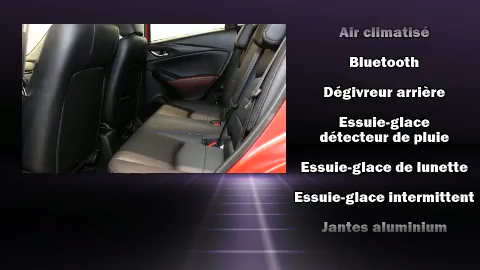 Air climatisé
Bluetooth
Dégivreur arrière
Essuie-glace
détecteur de pluie
Essuie-glace de lunette
Essuie-glace intermittent
Jantes aluminium